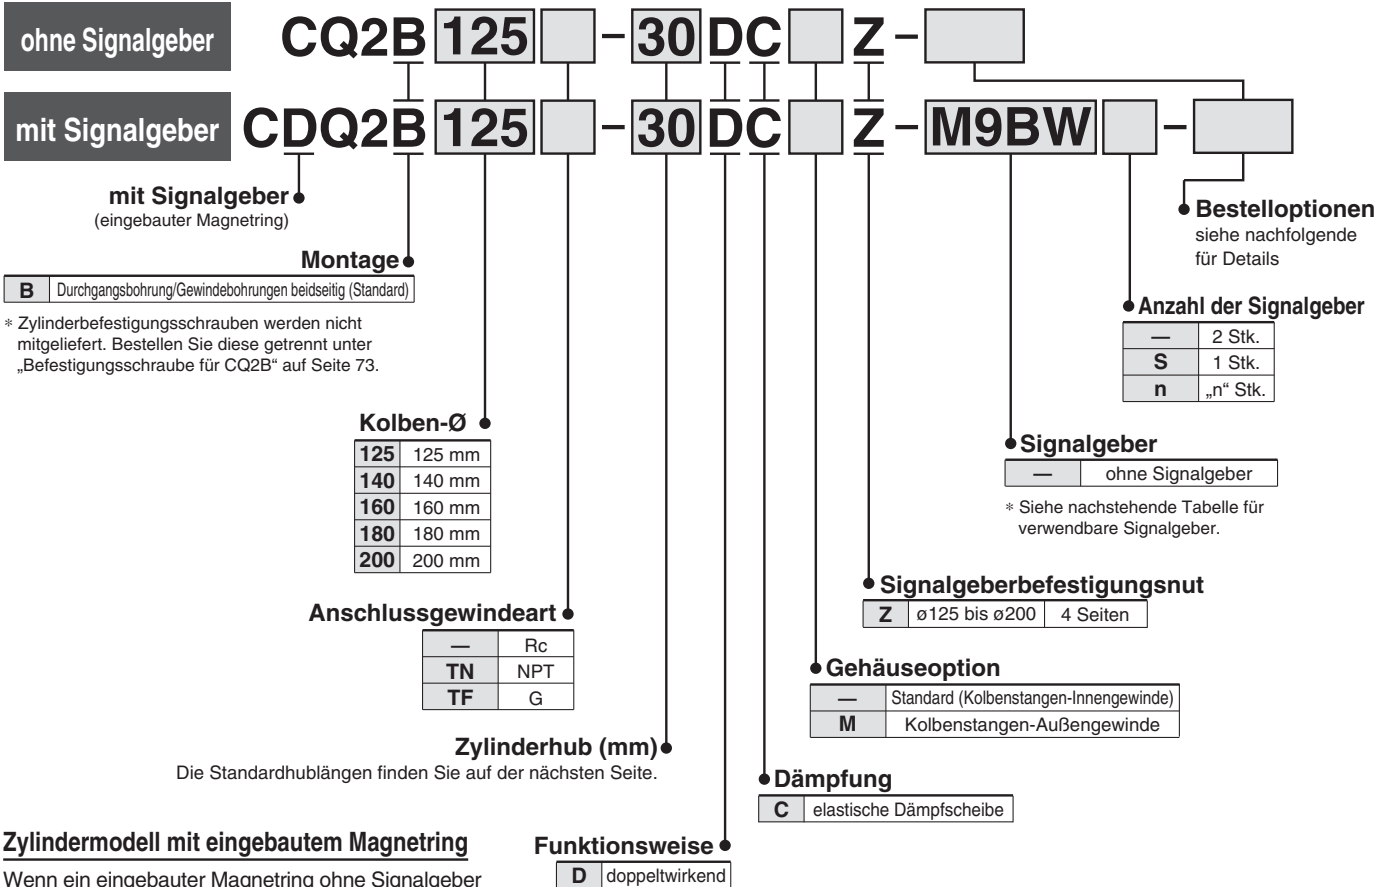 ohne Signalgeber CQ2B 125 – 30 D C Z –
mit Signalgeber CDQ2B 125 – 30 D C Z – M9BW –
mit Signalgeber
(eingebauter Magnetring)
Bestelloptionen
siehe nachfolgende
für Details
Montage
B Durchgangsbohrung/Gewindebohrungen beidseitig (Standard)
* Zylinderbefestigungsschrauben werden nicht
mitgeliefert. Bestellen Sie diese getrennt unter
„Befestigungsschraube für CQ2B“ auf Seite 73.
Anzahl der Signalgeber
— 2 Stk.
S 1 Stk.
n „n“ Stk.
Kolben-Ø
125 125 mm
140 140 mm
160 160 mm
180 180 mm
200 200 mm
Signalgeber
— ohne Signalgeber
* Siehe nachstehende Tabelle für
verwendbare Signalgeber.
Signalgeberbefestigungsnut
Z ø125 bis ø200 4 Seiten
Anschlussgewindeart
— Rc
TN NPT
TF G
Gehäuseoption
— Standard (Kolbenstangen-Innengewinde)
M Kolbenstangen-Außengewinde
Zylinderhub (mm)
Die Standardhublängen finden Sie auf der nächsten Seite.
Dämpfung
C elastische Dämpfscheibe
Zylindermodell mit eingebautem Magnetring
Wenn ein eingebauter Magnetring ohne Signalgeber
Funktionsweise
D doppeltwirkend